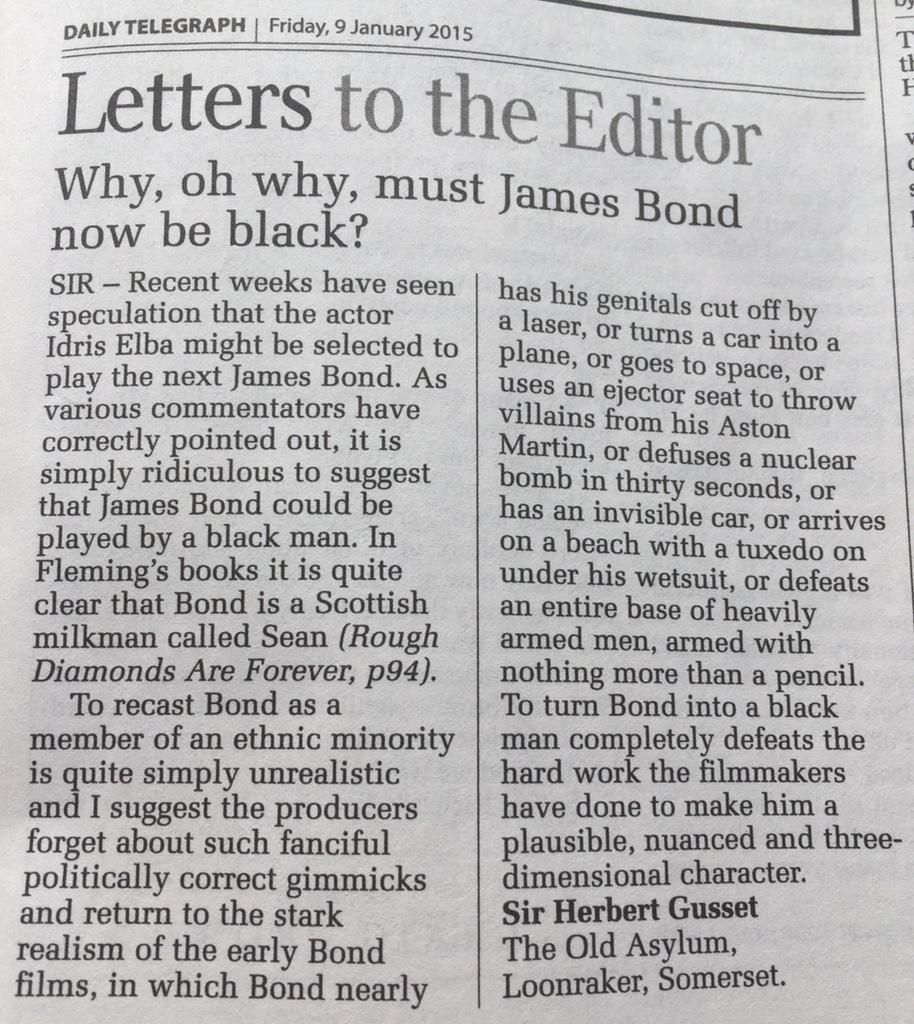 DAILY TELEGRAPH | Friday, 9 January 2015
Letters to the Editor
Why, oh why, must James Bond
now be black?
SIR – Recent weeks have seen
speculation that the actor
Idris Elba might be selected to
play the next James Bond. As
various commentators have
correctly pointed out, it is
simply ridiculous to suggest
that James Bond could be
played by a black man. In
Fleming's books it is quite
clear that Bond is a Scottish
milkman called Sean (Rough
Diamonds Are Forever, p94).
To recast Bond as a
member of an ethnic minority
is quite simply unrealistic
and I suggest the producers
forget about such fanciful
politically correct gimmicks
and return to the stark
realism of the early Bond
films, in which Bond nearly
has his genitals cut off by
a laser, or turns a car into a
plane, or goes to space, or
uses an ejector seat to throw
villains from his Aston
Martin, or defuses a nuclear
bomb in thirty seconds, or
has an invisible car, or arrives
on a beach with a tuxedo on
under his wetsuit, or defeats
an entire base of heavily
armed men, armed with
nothing more than a pencil.
To turn Bond into a black
man completely defeats the
hard work the filmmakers
have done to make him a
plausible, nuanced and three-
dimensional character.
Sir Herbert Gusset
The Old Asylum,
Loonraker, Somerset.